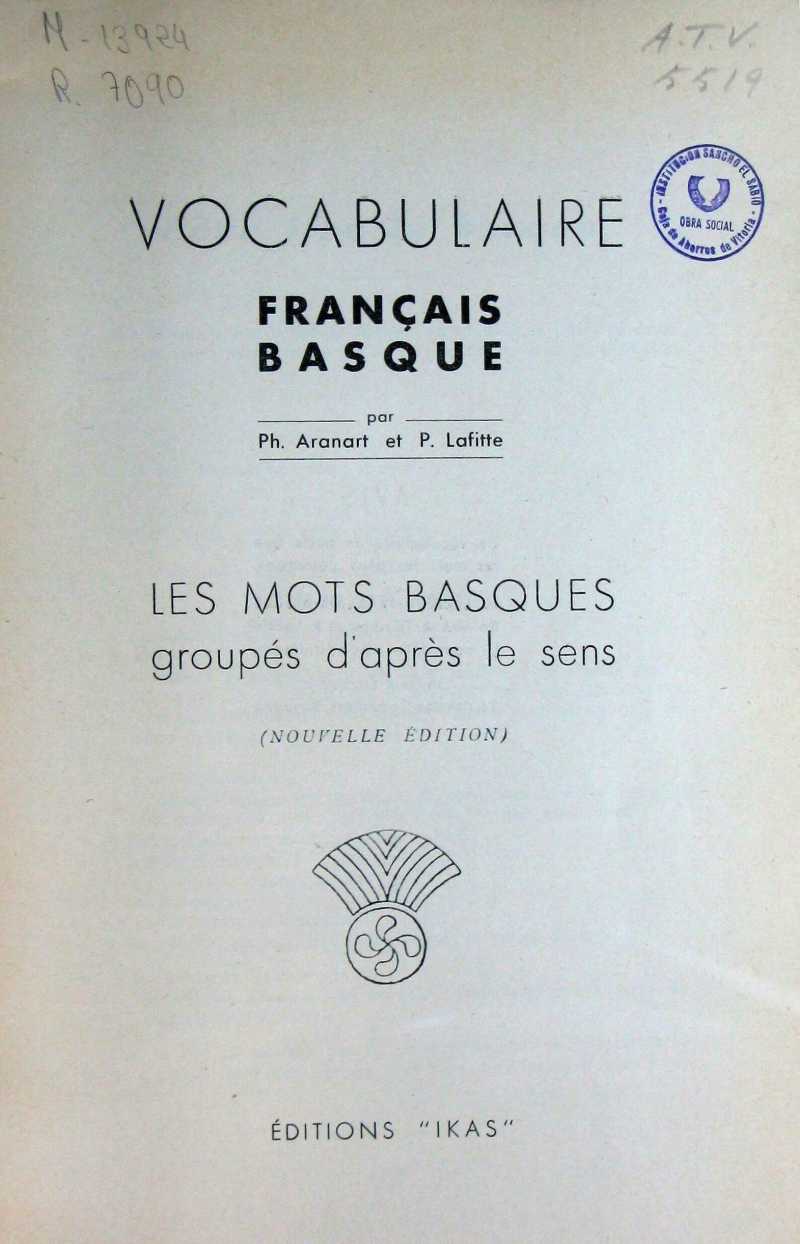 M-13924
R. 7090
A.T.V.
5519
INSTITUCION SANCHO EL SABIO
OBRA SOCIAL
- Caja de Ahorros de Vitoria -
VOCABULAIRE
FRANÇAIS
BASQUE
par
Ph. Aranart et P. Lafitte
LES MOTS BASQUES
groupés d'après le sens
(NOUVELLE ÉDITION)
ÉDITIONS "IKAS"